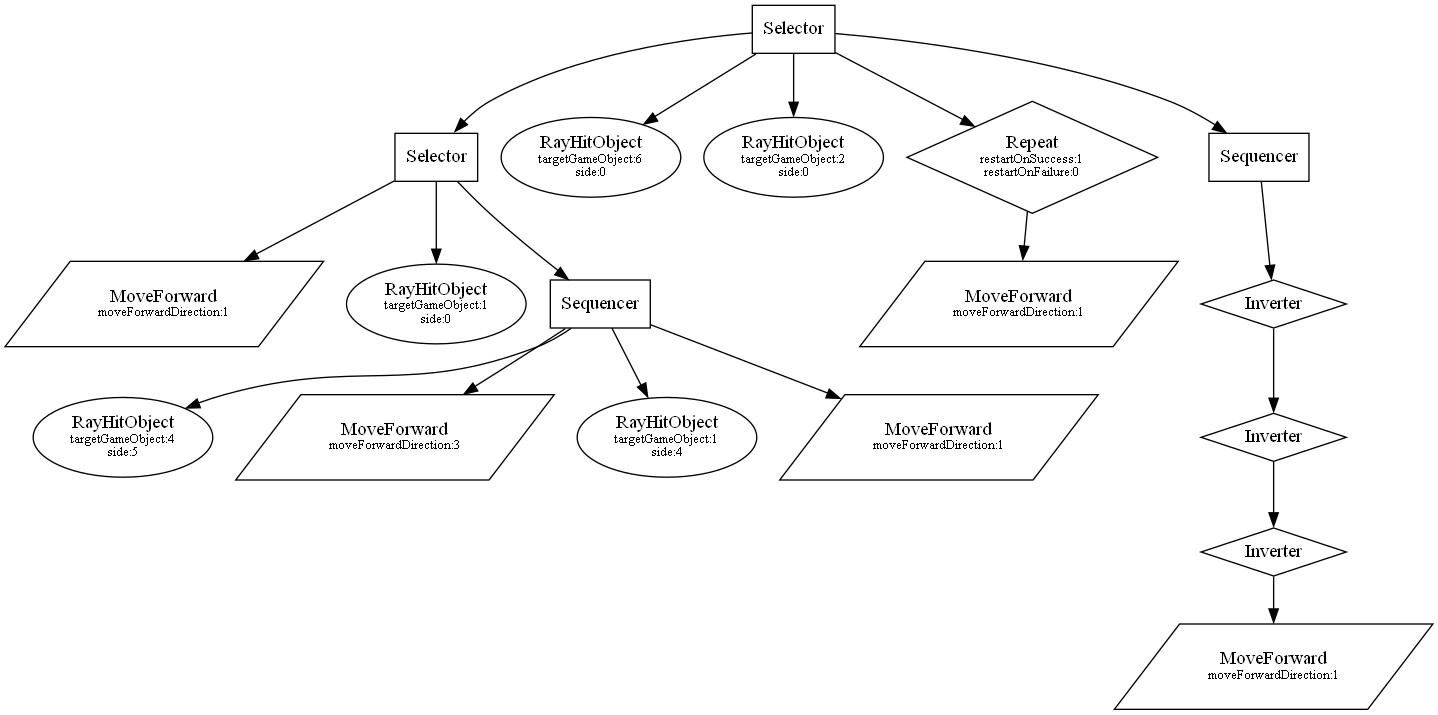 Selector
Selector
RayHitObject
targetGameObject:6
side:0
RayHitObject
targetGameObject:2
side:0
Repeat
restartOnSuccess:1
restartOnFailure:0
Sequencer
MoveForward
moveForwardDirection:1
RayHitObject
targetGameObject:1
side:0
Sequencer
MoveForward
moveForwardDirection:1
Inverter
RayHitObject
targetGameObject:4
side:5
MoveForward
moveForwardDirection:3
RayHitObject
targetGameObject:1
side:4
MoveForward
moveForwardDirection:1
Inverter
Inverter
MoveForward
moveForwardDirection:1